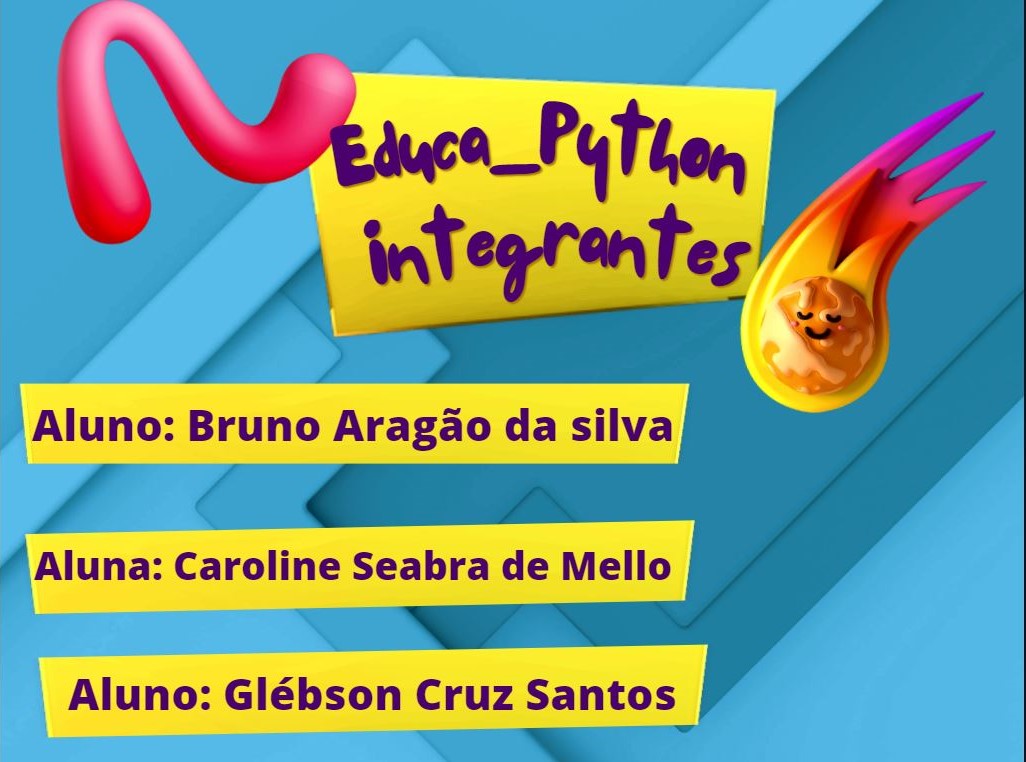 Educa_Python
integrantes
Aluno: Bruno Aragão da silva
Aluna: Caroline Seabra de Mello
Aluno: Glébson Cruz Santos